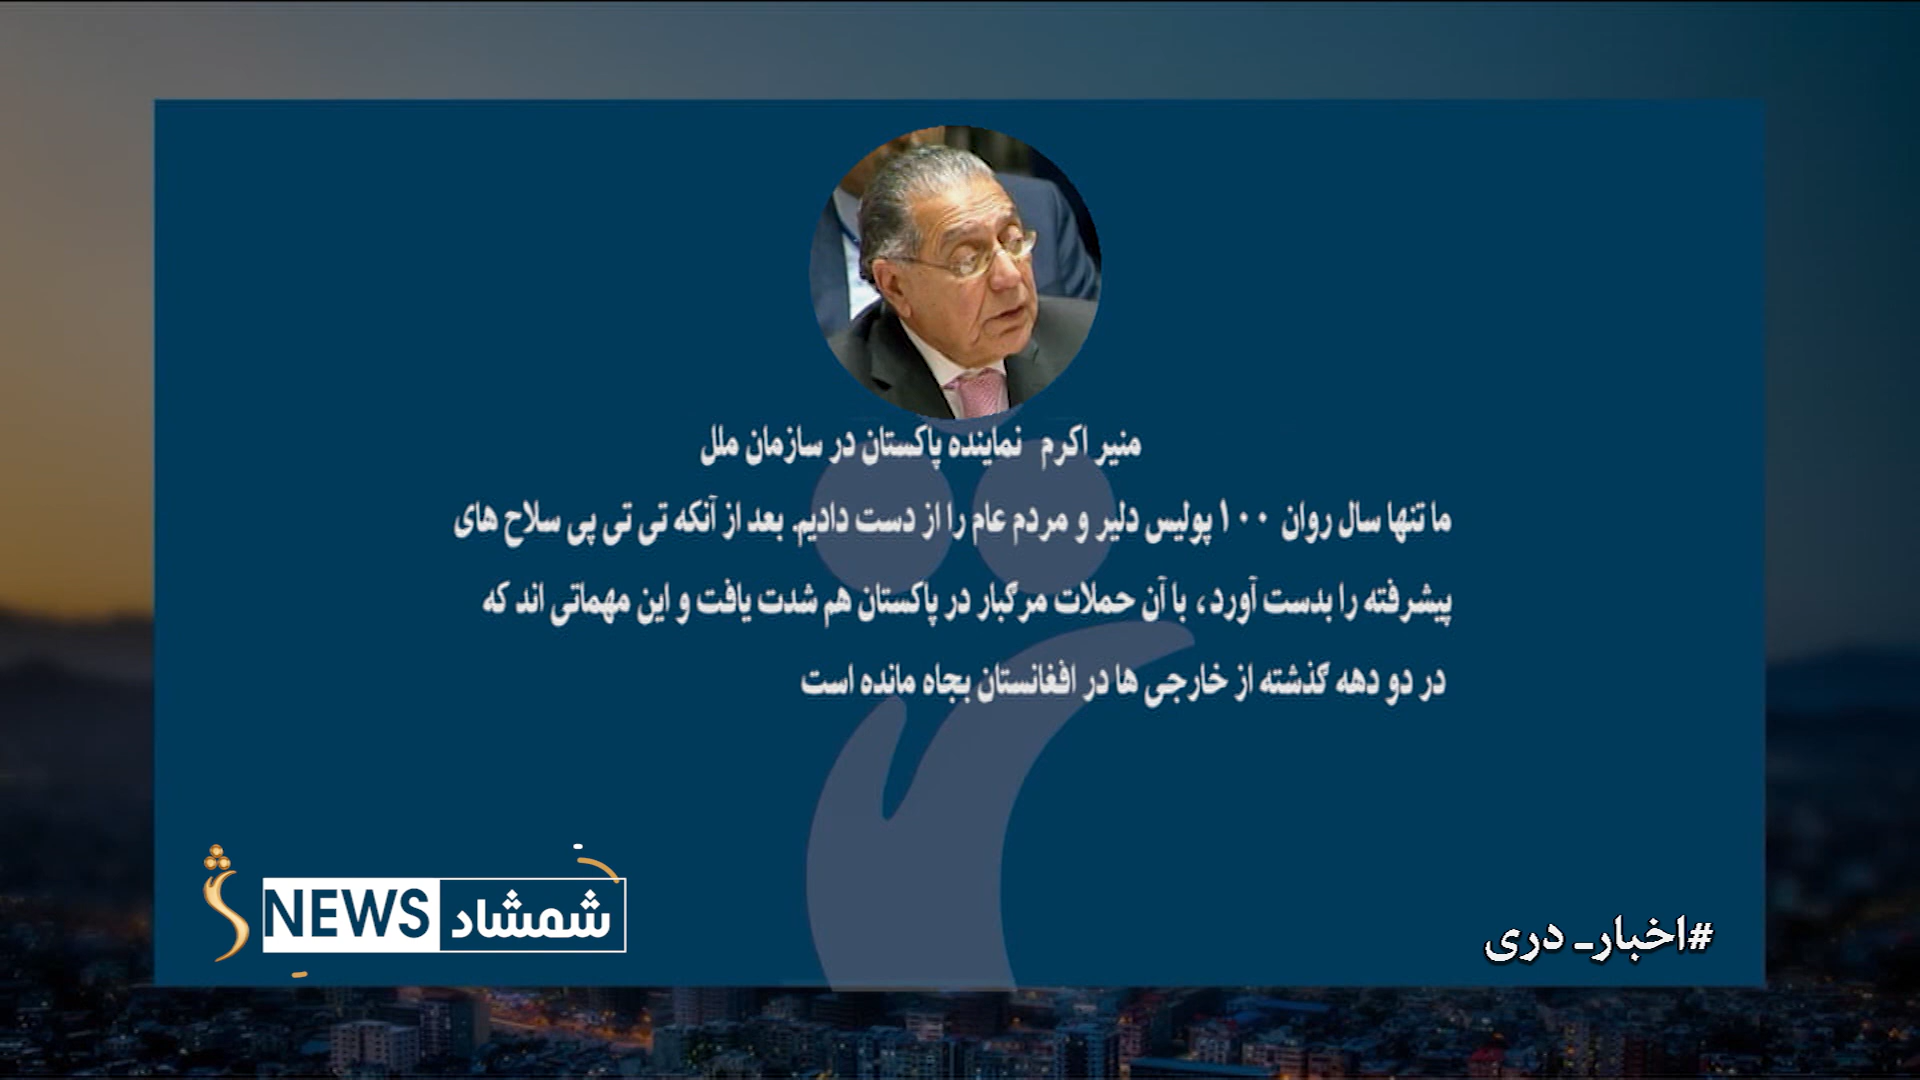 منیر اکرم نماینده پاکستان در سازمان ملل
ما تنها سال روان ۱۰۰ پولیس دلیر و مردم عام را از دست دادیم. بعد از آنکه تی تی پی سلاح های
پیشرفته را بدست آورد، با آن حملات مرگبار در پاکستان هم شدت یافت و این مهماتی اند که
در دو دهه گذشته از خارجی ها در افغانستان بجاه مانده است
NEWS شمشاد
#اخبارـ دری